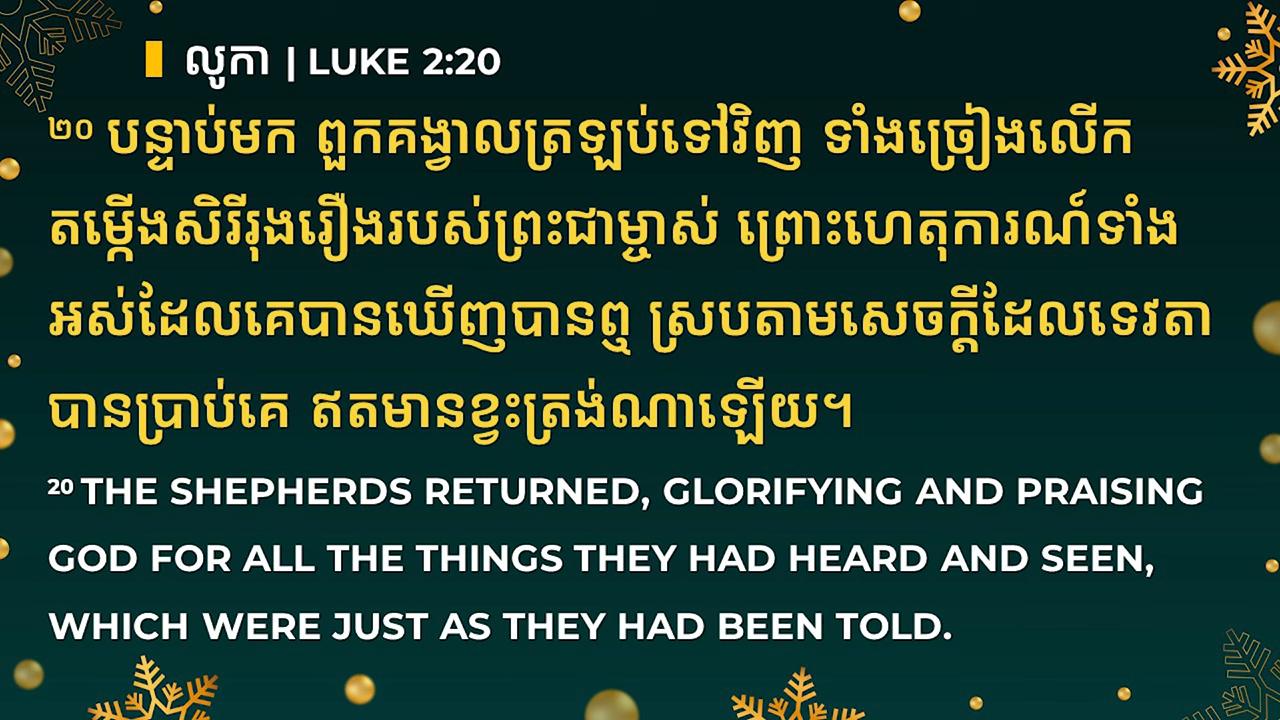 លូកា | LUKE 2:20
២០ បន្ទាប់មក ពួកគង្វាលត្រឡប់ទៅវិញ ទាំងច្រៀងលើក
តម្កើងសិរីរុងរឿងរបស់ព្រះជាម្ចាស់ ព្រោះហេតុការណ៍ទាំង
អស់ដែលគេបានឃើញបានឮ ស្របតាមសេចក្ដីដែលទេវតា
បានប្រាប់គេ ឥតមានខ្វះត្រង់ណាឡើយ។
20 THE SHEPHERDS RETURNED, GLORIFYING AND PRAISING
GOD FOR ALL THE THINGS THEY HAD HEARD AND SEEN,
WHICH WERE JUST AS THEY HAD BEEN TOLD.